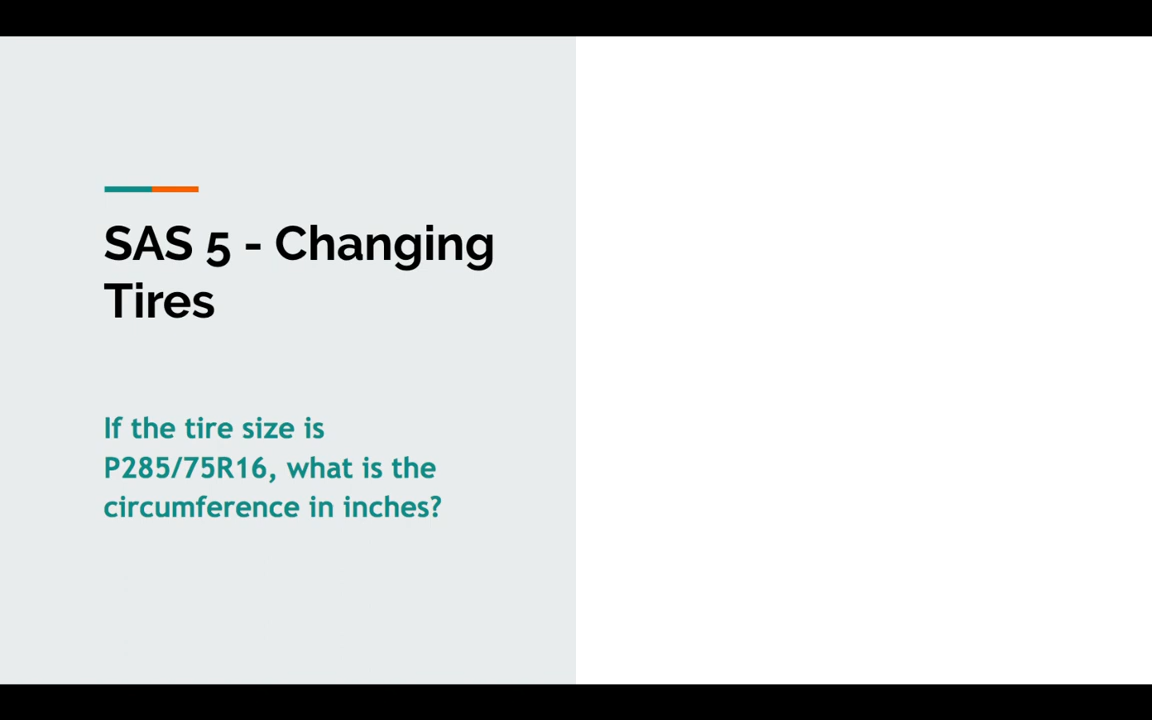 SAS 5 - Changing
Tires
If the tire size is
P285/75R16, what is the
circumference in inches?